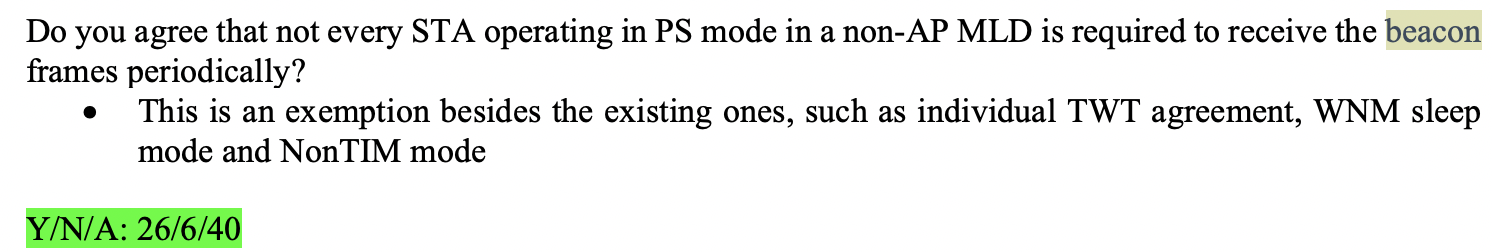 Do you agree that not every STA operating in PS mode in a non-AP MLD is required to receive the beacon
frames periodically?
• This is an exemption besides the existing ones, such as individual TWT agreement, WNM sleep
mode and NonTIM mode
Y/N/A: 26/6/40